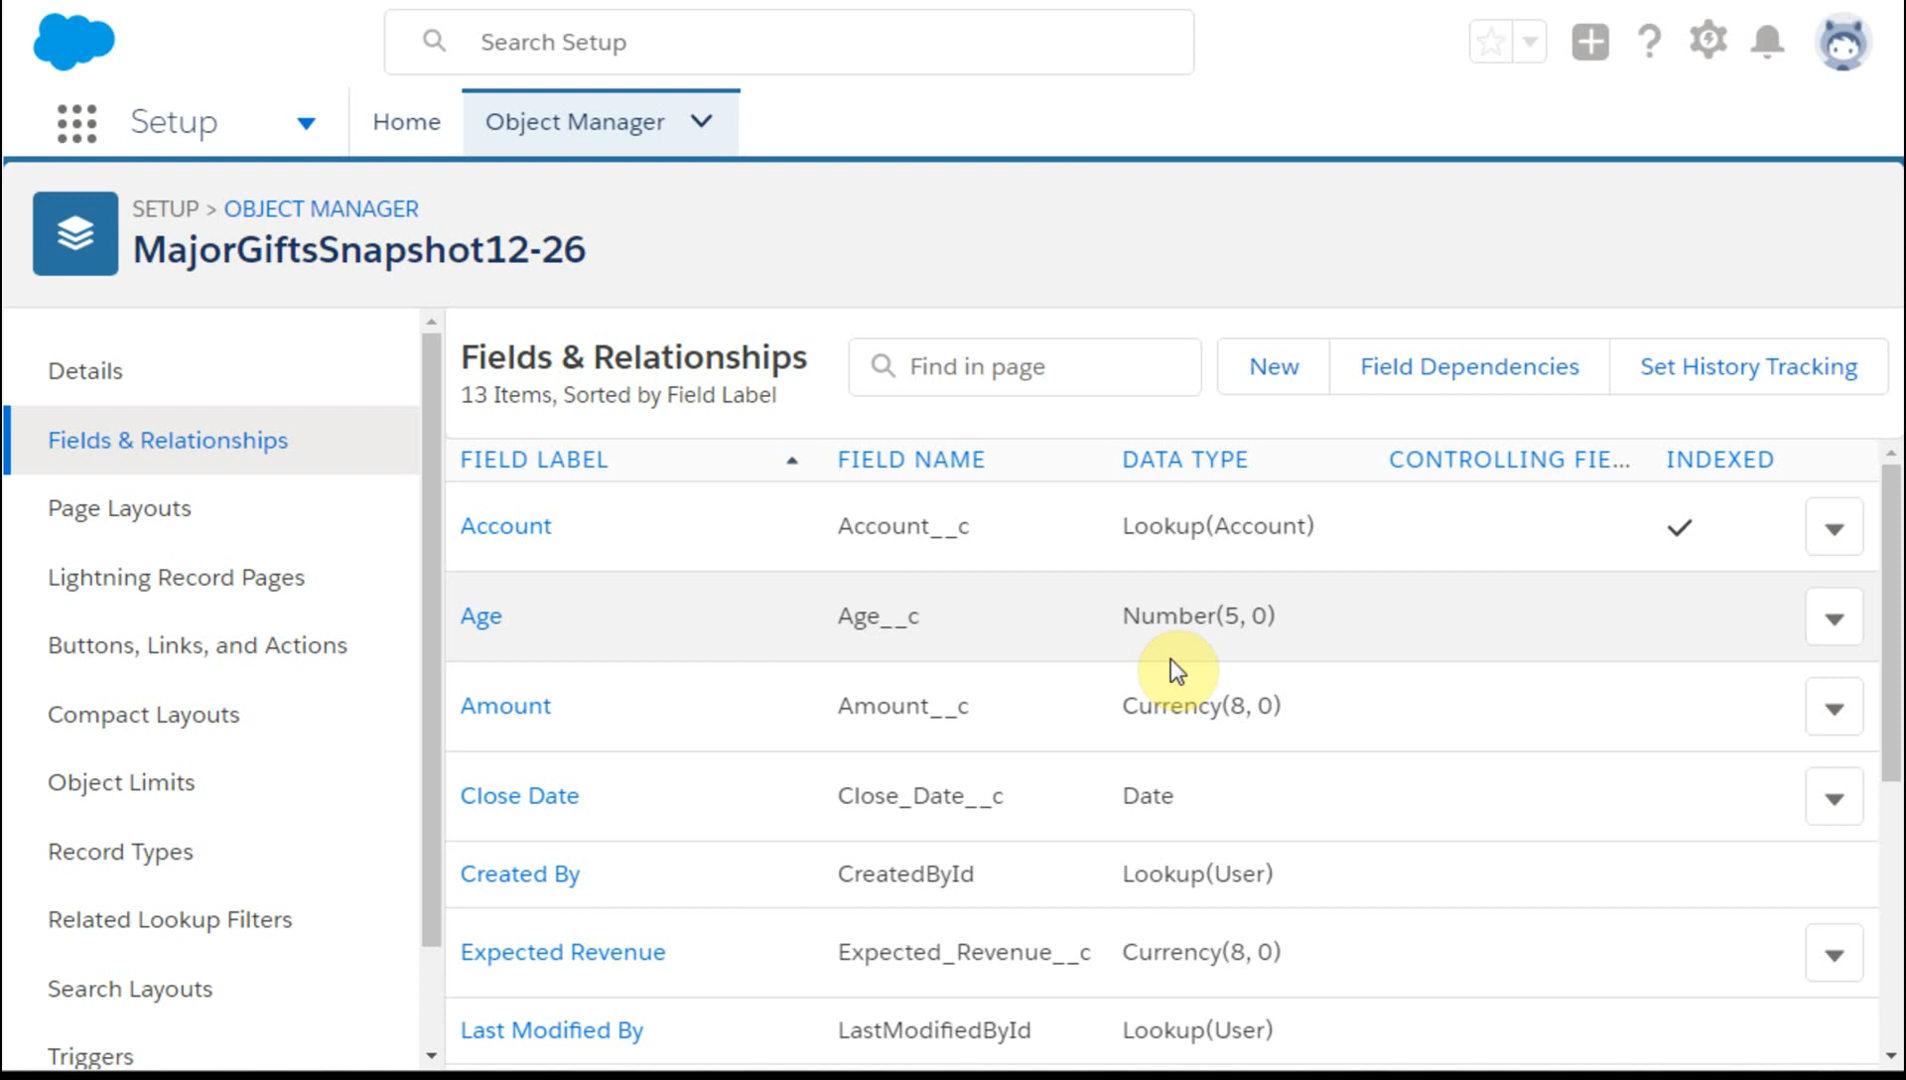 Search Setup
Setup
Home
Object Manager
SETUP > OBJECT MANAGER
MajorGiftsSnapshot12-26
Details
Fields & Relationships
Page Layouts
Lightning Record Pages
Buttons, Links, and Actions
Compact Layouts
Object Limits
Record Types
Related Lookup Filters
Search Layouts
Triggers
Fields & Relationships
13 Items, Sorted by Field Label
Find in page
New
Field Dependencies
Set History Tracking
FIELD LABEL FIELD NAME DATA TYPE CONTROLLING FIE... INDEXED
Account Account__c Lookup(Account)
Age Age__c Number(5, 0)
Amount Amount__c Currency(8, 0)
Close Date Close_Date__c Date
Created By CreatedById Lookup(User)
Expected Revenue Expected_Revenue__c Currency(8, 0)
Last Modified By LastModifiedById Lookup(User)